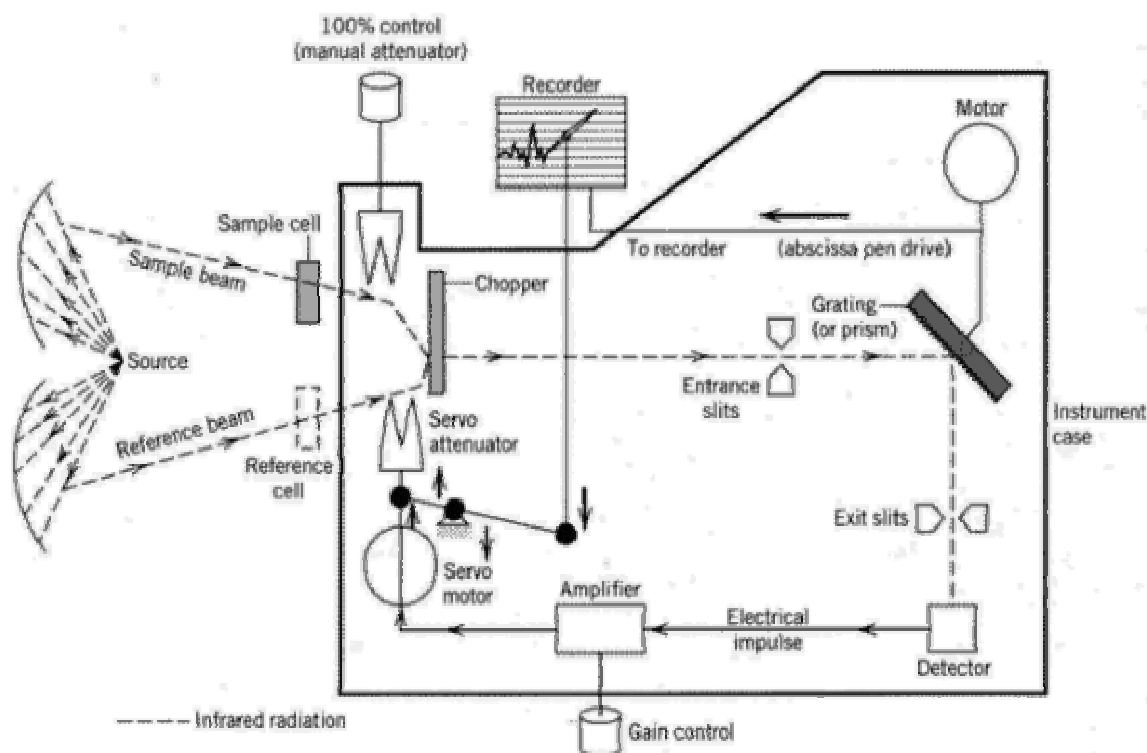 100% control
(manual attenuator)
Recorder
Motor
Sample cell
Sample beam
Chopper
To recorder
(abscissa pen drive)
Grating
(or prism)
Source
Entrance
slits
Instrument
case
Reference beam
Servo
attenuator
Reference
cell
Exit slits
Servo
motor
Amplifier
Electrical
impulse
Detector
Infrared radiation
Gain control